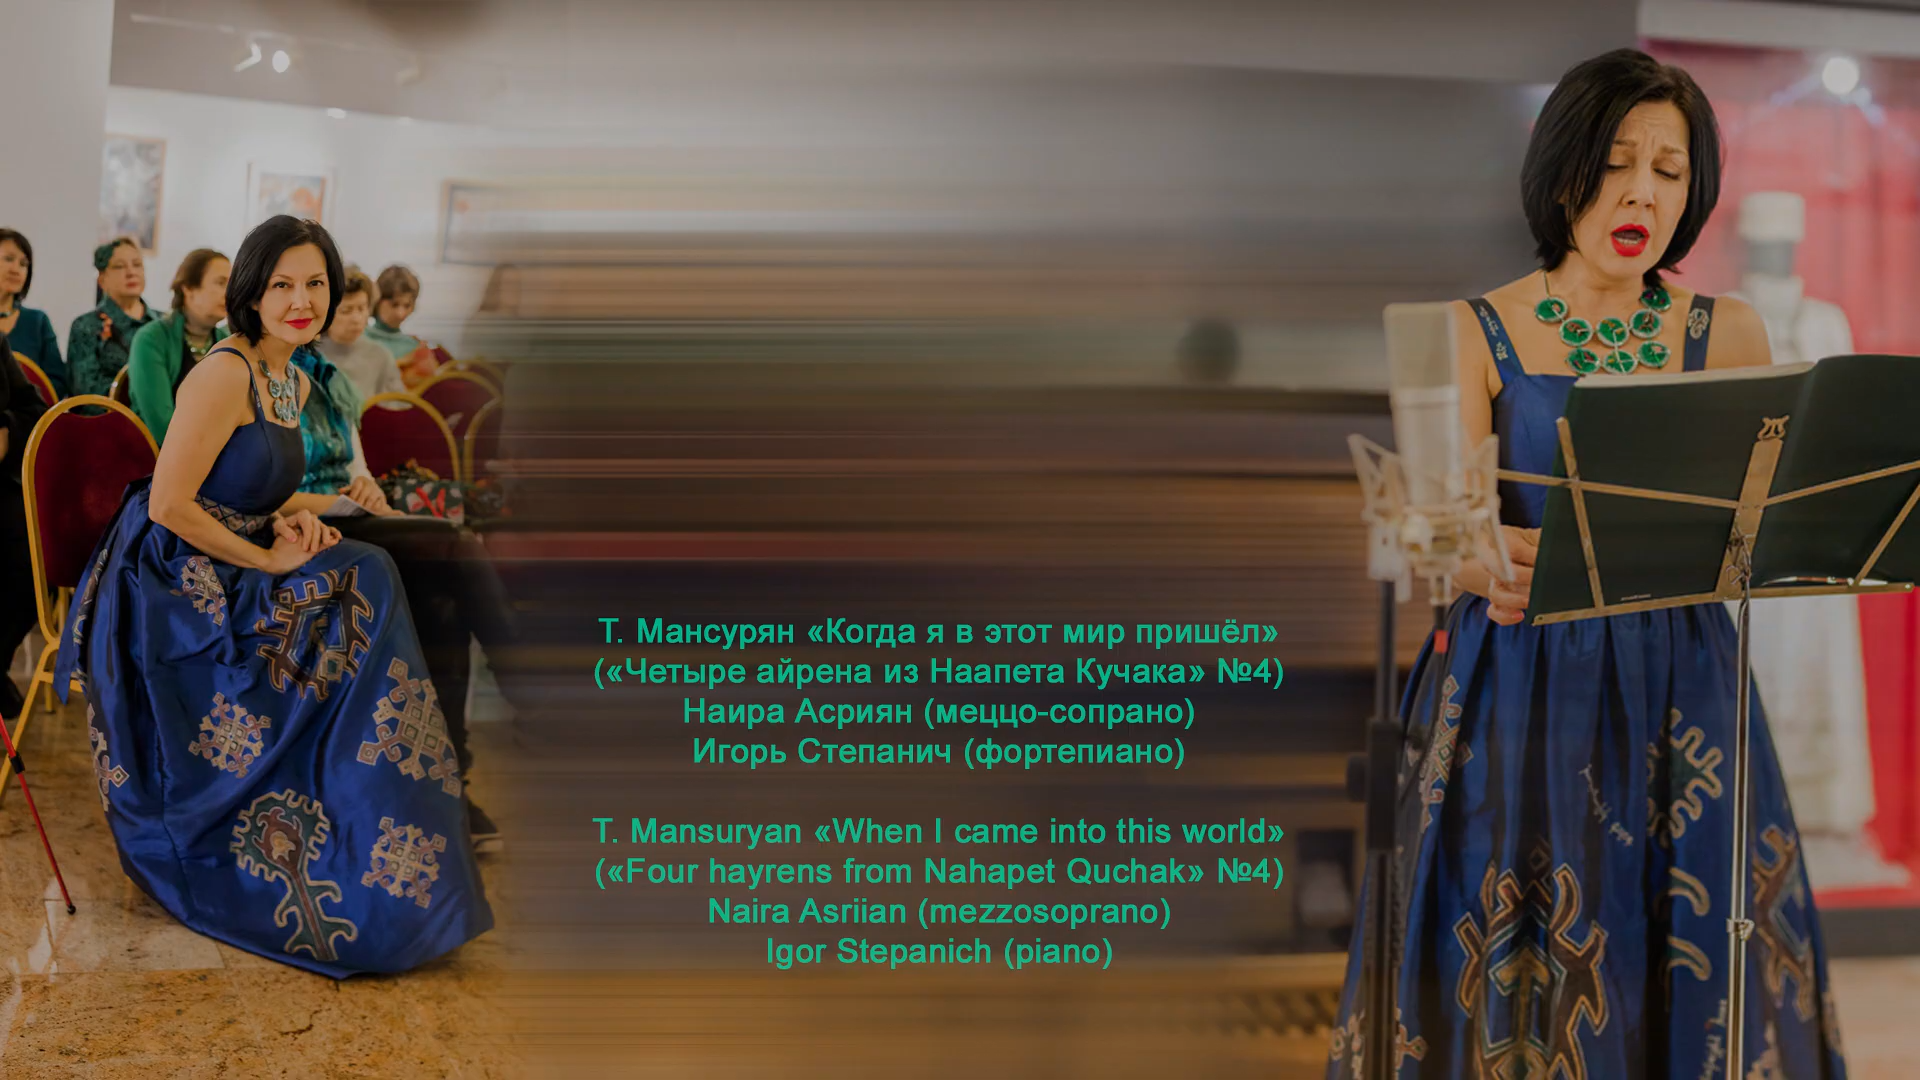 Т. Мансурян «Когда я в этот мир пришёл»
(«Четыре айрена из Наапета Кучака» №4)
Наира Асриян (меццо-сопрано)
Игорь Степанич (фортепиано)
T. Mansuryan «When I came into this world»
(«Four hayrens from Nahapet Quchak» №4)
Naira Asriian (mezzosoprano)
Igor Stepanich (piano)